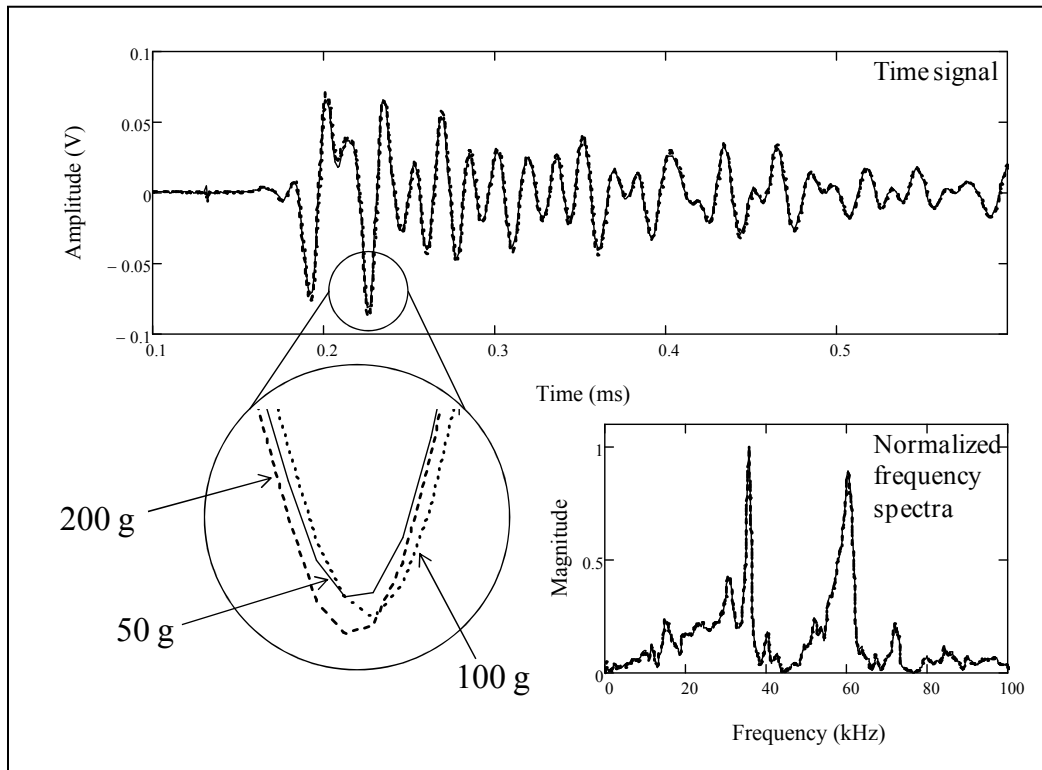 Time signal
Amplitude (V)
0.1
0.05
0
– 0.05
– 0.1
0.1
0.2
0.3
0.4
0.5
Time (ms)
200 g
50 g
100 g
Normalized
frequency
spectra
Magnitude
1
0.5
0
0
20
40
60
80
100
Frequency (kHz)